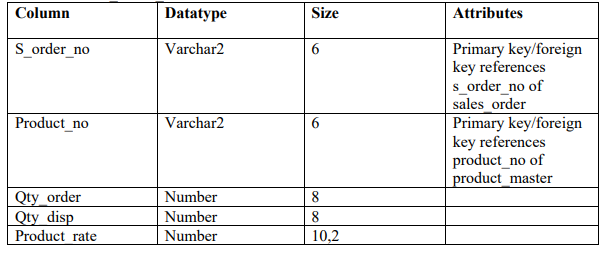 Column Datatype Size Attributes
S_order_no Varchar2 6 Primary key/foreign
key references
s_order_no of
sales_order
Product_no Varchar2 6 Primary key/foreign
key references
product_no of
product_master
Qty_order Number 8
Qty_disp Number 8
Product_rate Number 10,2